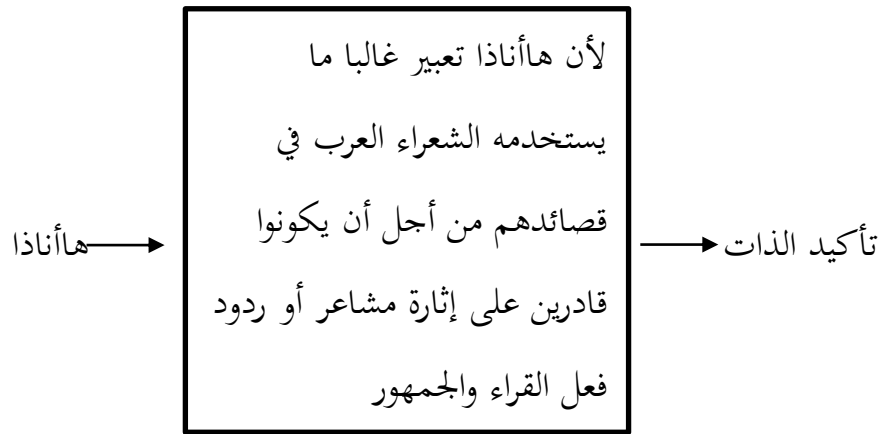 لأن هاأناذا تعبير غالبا ما
يستخدمه الشعراء العرب في
قصائدهم من أجل أن يكونوا
قادرين على إثارة مشاعر أو ردود
فعل القراء والجمهور
هاأناذا
تأكيد الذات